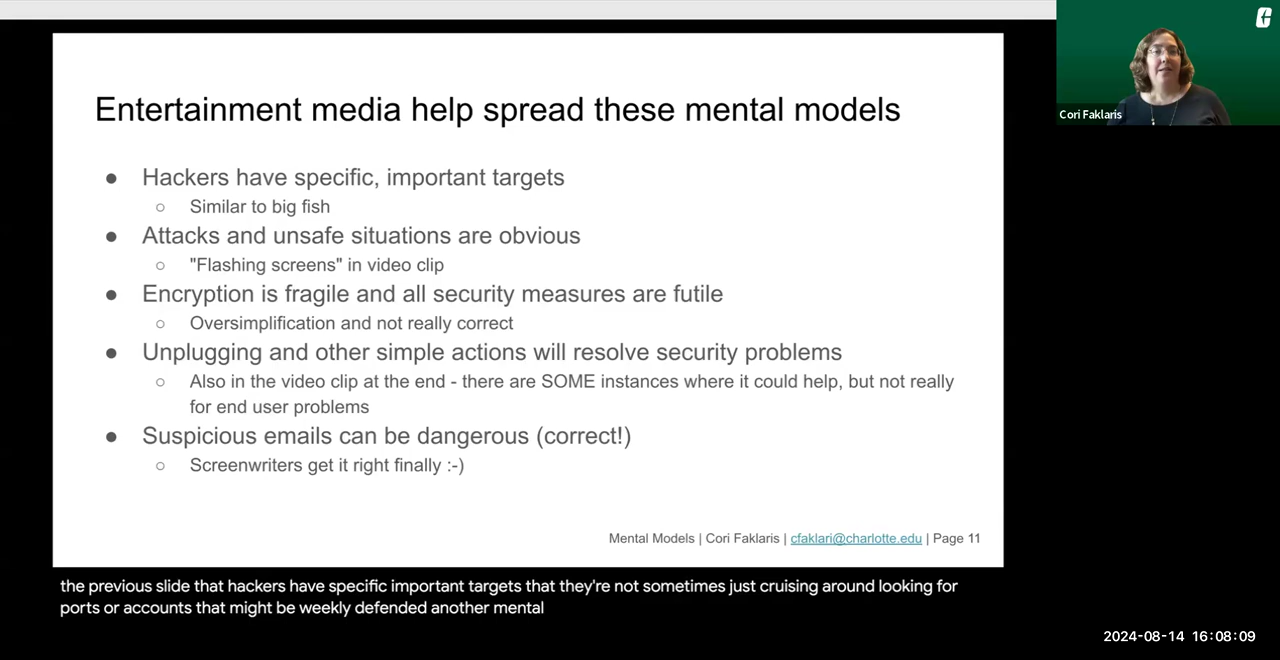 Entertainment media help spread these mental models
● Hackers have specific, important targets
○ Similar to big fish
● Attacks and unsafe situations are obvious
○ "Flashing screens" in video clip
● Encryption is fragile and all security measures are futile
○ Oversimplification and not really correct
● Unplugging and other simple actions will resolve security problems
○ Also in the video clip at the end - there are SOME instances where it could help, but not really
for end user problems
● Suspicious emails can be dangerous (correct!)
○ Screenwriters get it right finally :-)
Mental Models | Cori Faklaris | cfaklari@charlotte.edu | Page 11
Cori Faklaris
the previous slide that hackers have specific important targets that they're not sometimes just cruising around looking for
ports or accounts that might be weekly defended another mental
2024-08-14 16:08:09